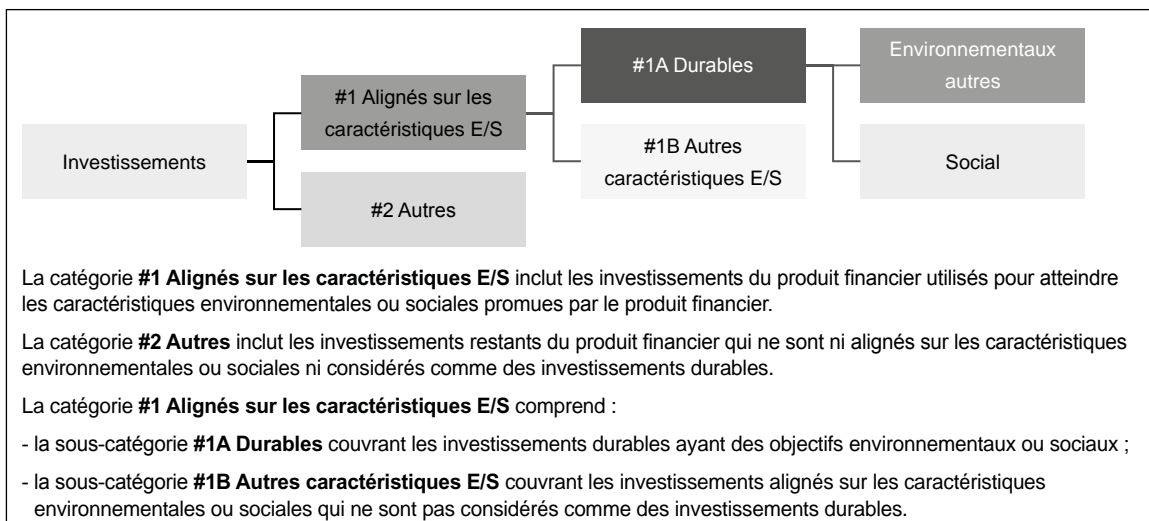 Investissements
#1 Alignés sur les
caractéristiques E/S
#2 Autres
#1A Durables
#1B Autres
caractéristiques E/S
Environnementaux
autres
Social
La catégorie #1 Alignés sur les caractéristiques E/S inclut les investissements du produit financier utilisés pour atteindre
les caractéristiques environnementales ou sociales promues par le produit financier.
La catégorie #2 Autres inclut les investissements restants du produit financier qui ne sont ni alignés sur les caractéristiques
environnementales ou sociales ni considérés comme des investissements durables.
La catégorie #1 Alignés sur les caractéristiques E/S comprend :
- la sous-catégorie #1A Durables couvrant les investissements durables ayant des objectifs environnementaux ou sociaux ;
- la sous-catégorie #1B Autres caractéristiques E/S couvrant les investissements alignés sur les caractéristiques
environnementales ou sociales qui ne sont pas considérés comme des investissements durables.